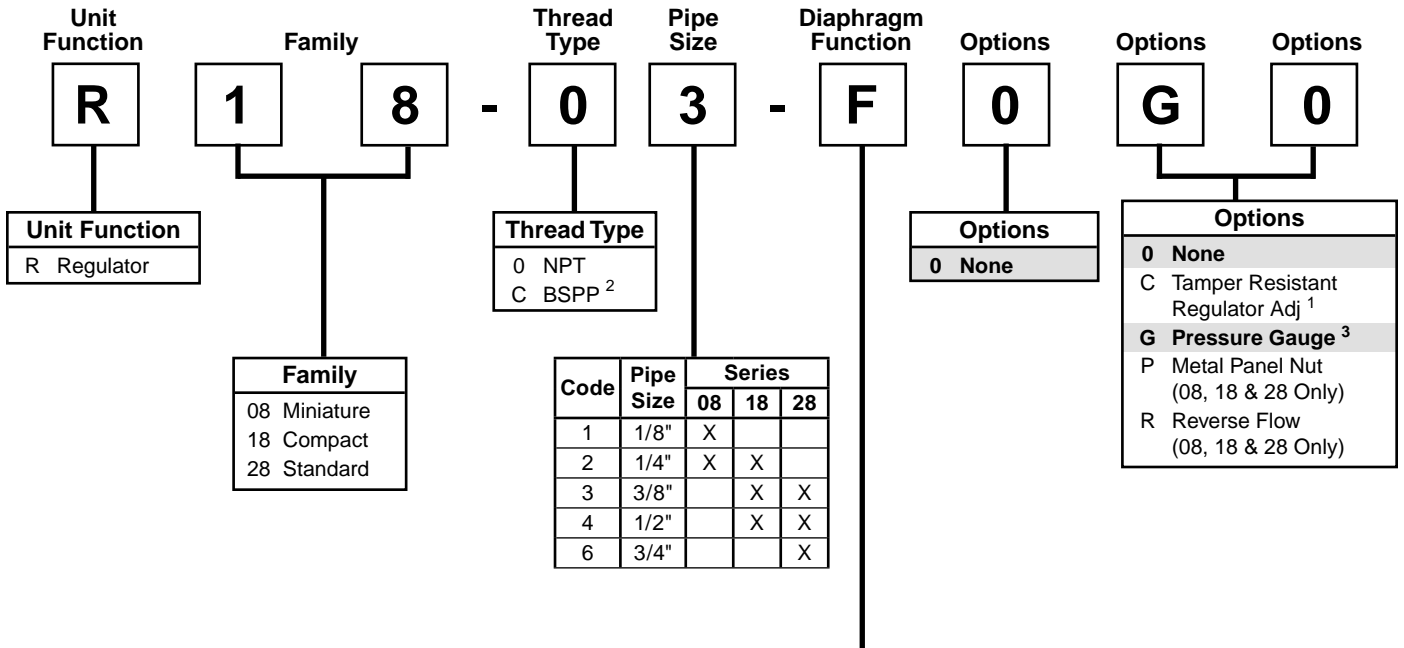 Unit Function
Family
Thread Type
Pipe Size
Diaphragm Function
Options
Options
Options
R 1 8 - 0 3 - F 0 G 0
Unit Function
R Regulator
Family
08 Miniature
18 Compact
28 Standard
Thread Type
0 NPT
C BSPP 2
Code Pipe Size Series
08 18 28
1 1/8" X
2 1/4" X X
3 3/8" X X
4 1/2" X X
6 3/4" X
Options
0 None
Options
0 None
C Tamper Resistant
Regulator Adj 1
G Pressure Gauge 3
P Metal Panel Nut
(08, 18 & 28 Only)
R Reverse Flow
(08, 18 & 28 Only)